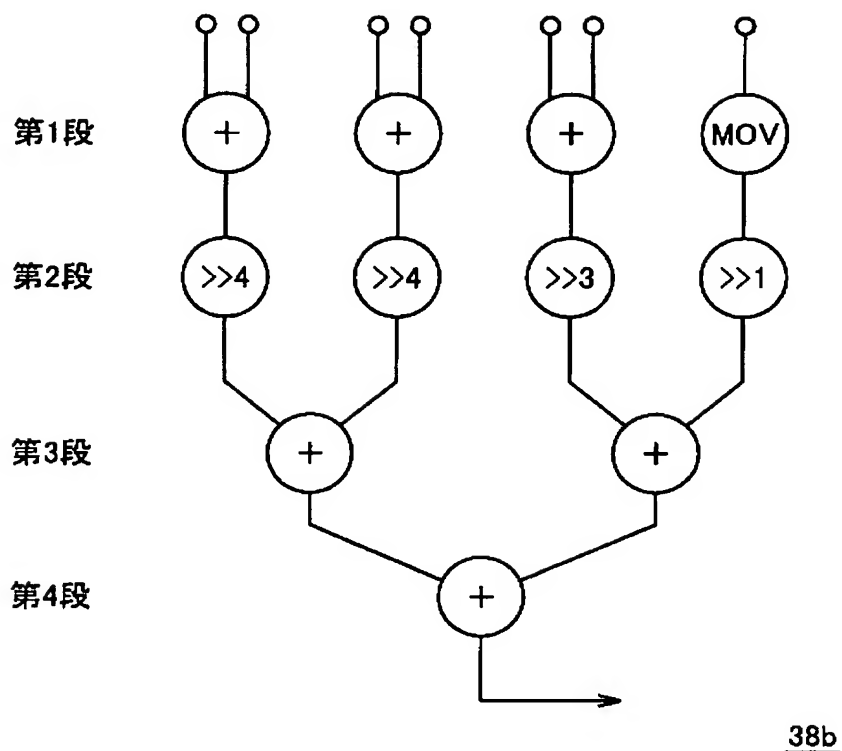 第1段 + + + MOV
第2段 >>4 >>4 >>3 >>1
第3段 + +
第4段 +
38b